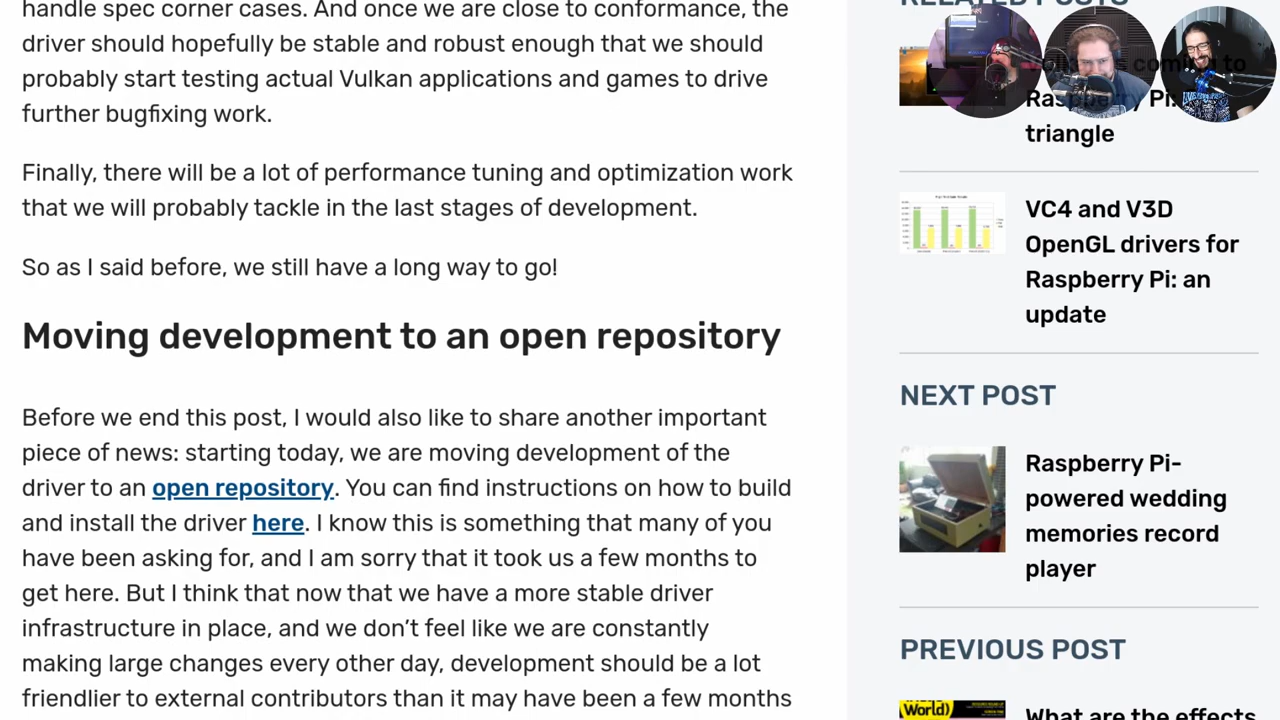 handle spec corner cases. And once we are close to conformance, the
driver should hopefully be stable and robust enough that we should
probably start testing actual Vulkan applications and games to drive
further bugfixing work.
Finally, there will be a lot of performance tuning and optimization work
that we will probably tackle in the last stages of development.
So as I said before, we still have a long way to go!
Moving development to an open repository
Before we end this post, I would also like to share another important
piece of news: starting today, we are moving development of the
driver to an open repository. You can find instructions on how to build
and install the driver here. I know this is something that many of you
have been asking for, and I am sorry that it took us a few months to
get here. But I think that now that we have a more stable driver
infrastructure in place, and we don’t feel like we are constantly
making large changes every other day, development should be a lot
friendlier to external contributors than it may have been a few months
RELATED POSTS
to
Pi:
triangle
VC4 and V3D
OpenGL drivers for
Raspberry Pi: an
update
NEXT POST
Raspberry Pi-
powered wedding
memories record
player
PREVIOUS POST
World)
What are the effects